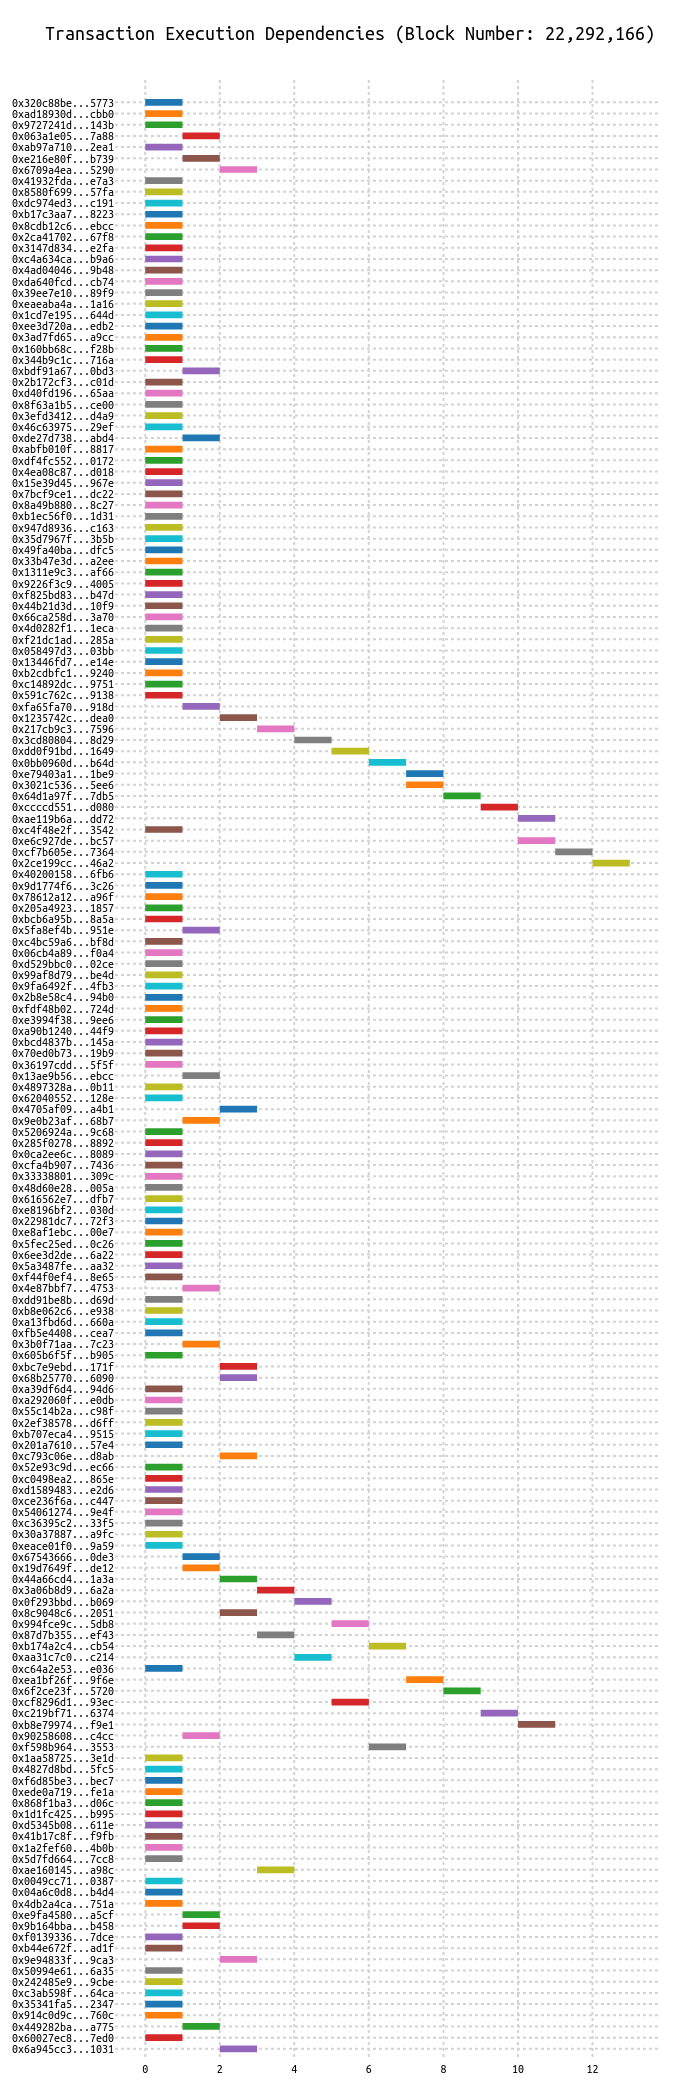 Transaction Execution Dependencies (Block Number: 22,292,166)
0x320c88be...5773
0xad18930d...cbb0
0x9727241d...143b
0x063a1e05...7a88
0xab97a710...2ea1
0xe216e80f...b739
0x6709a4ea...5290
0x41932fda...e7a3
0x8580f699...57fa
0xdc974ed3...c191
0xb17c3aa7...8223
0x8cdb12c6...ebcc
0x2ca41702...67f8
0x3147d834...e2fa
0xc4a634ca...b9a6
0x4ad04046...9b48
0xda640fcd...cb74
0x39ee7e10...89f9
0xeaeaba4a...1a16
0x1cd7e195...644d
0xee3d720a...edb2
0x3ad7fd65...a9cc
0x160bb68c...f28b
0x344b9c1c...716a
0xbdf91a67...0bd3
0x2b172cf3...c01d
0xd40fd196...65aa
0x8f63a1b5...ce00
0x3efd3412...d4a9
0x46c63975...29ef
0xde27d738...abd4
0xabfb010f...8817
0xdf4fc552...0172
0x4ea08c87...d018
0x15e39d45...967e
0x7bcf9ce1...dc22
0x8a49b880...8c27
0xb1ec56f0...1d31
0x947d8936...c163
0x35d7967f...3b5b
0x49fa40ba...dfc5
0x33b47e3d...a2ee
0x1311e9c3...af66
0x9226f3c9...4005
0xf825bd83...b47d
0x44b21d3d...10f9
0x66ca258d...3a70
0x4d0282f1...1eca
0xf21dc1ad...285a
0x058497d3...03bb
0x13446fd7...e14e
0xb2cdbfc1...9240
0xc14892dc...9751
0x591c762c...9138
0xfa65fa70...918d
0x1235742c...dea0
0x217cb9c3...7596
0x3cd80804...8d29
0xdd0f91bd...1649
0x0bb0960d...b64d
0xe79403a1...1be9
0x3021c536...5ee6
0x64d1a97f...7db5
0xccccd551...d080
0xae119b6a...dd72
0xc4f48e2f...3542
0xe6c927de...bc57
0xcf7b605e...7364
0x2ce199cc...46a2
0x40200158...6fb6
0x9d1774f6...3c26
0x78612a12...a96f
0x205a4923...1857
0xbcb6a95b...8a5a
0x5fa8ef4b...951e
0xc4bc59a6...bf8d
0x06cb4a89...f0a4
0xd529bbc0...02ce
0x99af8d79...be4d
0x9fa6492f...4fb3
0x2b8e58c4...94b0
0xfdf48b02...724d
0xe3994f38...9ee6
0xa90b1240...44f9
0xbcd4837b...145a
0x70ed0b73...19b9
0x36197cdd...5f5f
0x13ae9b56...ebcc
0x4897328a...0b11
0x62040552...128e
0x4705af09...a4b1
0x9e0b23af...68b7
0x5206924a...9c68
0x285f0278...8892
0x0ca2ee6c...8089
0xcfa4b907...7436
0x33338801...309c
0x48d60e28...005a
0x616562e7...dfb7
0xe8196bf2...030d
0x22981dc7...72f3
0xe8af1ebc...00e7
0x5fec25ed...0c26
0x6ee3d2de...6a22
0x5a3487fe...aa32
0xf44f0ef4...8e65
0x4e87bbf7...4753
0xdd91be8b...d69d
0xb8e062c6...e938
0xa13fbd6d...660a
0xfb5e4408...cea7
0x3b0f71aa...7c23
0x605b6f5f...b905
0xbc7e9ebd...171f
0x68b25770...6090
0xa39df6d4...94d6
0xa292060f...e0db
0x55c14b2a...c98f
0x2ef38578...d6ff
0xb707eca4...9515
0x201a7610...57e4
0xc793c06e...d8ab
0x52e93c9d...ec66
0xc0498ea2...865e
0xd1589483...e2d6
0xce236f6a...c447
0x54061274...9e4f
0xc36395c2...33f5
0x30a37887...a9fc
0xeace01f0...9a59
0x67543666...0de3
0x19d7649f...de12
0x44a66cd4...1a3a
0x3a06b8d9...6a2a
0x0f293bbd...b069
0x8c9048c6...2051
0x994fce9c...5db8
0x87d7b355...ef43
0xb174a2c4...cb54
0xaa31c7c0...c214
0xc64a2e53...e036
0xea1bf26f...9f6e
0x6f2ce23f...5720
0xcf8296d1...93ec
0xc219bf71...6374
0xb8e79974...f9e1
0x90258608...c4cc
0xf598b964...3553
0x1aa58725...3e1d
0x4827d8bd...5fc5
0xf6d85be3...bec7
0xede0a719...fe1a
0x868f1ba3...d06c
0x1d1fc425...b995
0xd5345b08...611e
0x41b17c8f...f9fb
0x1a2fef60...4b0b
0x5d7fd664...7cc8
0xae160145...a98c
0x0049cc71...0387
0x04a6c0d8...b4d4
0x4db2a4ca...751a
0xe9fa4580...a5cf
0x9b164bba...b458
0xf0139336...7dce
0xb44e672f...ad1f
0x9e94833f...9ca3
0x50994e61...6a35
0x242485e9...9cbe
0xc3ab598f...64ca
0x35341fa5...2347
0x914c0d9c...760c
0x449282ba...a775
0x60027ec8...7ed0
0x6a945cc3...1031
0 2 4 6 8 10 12